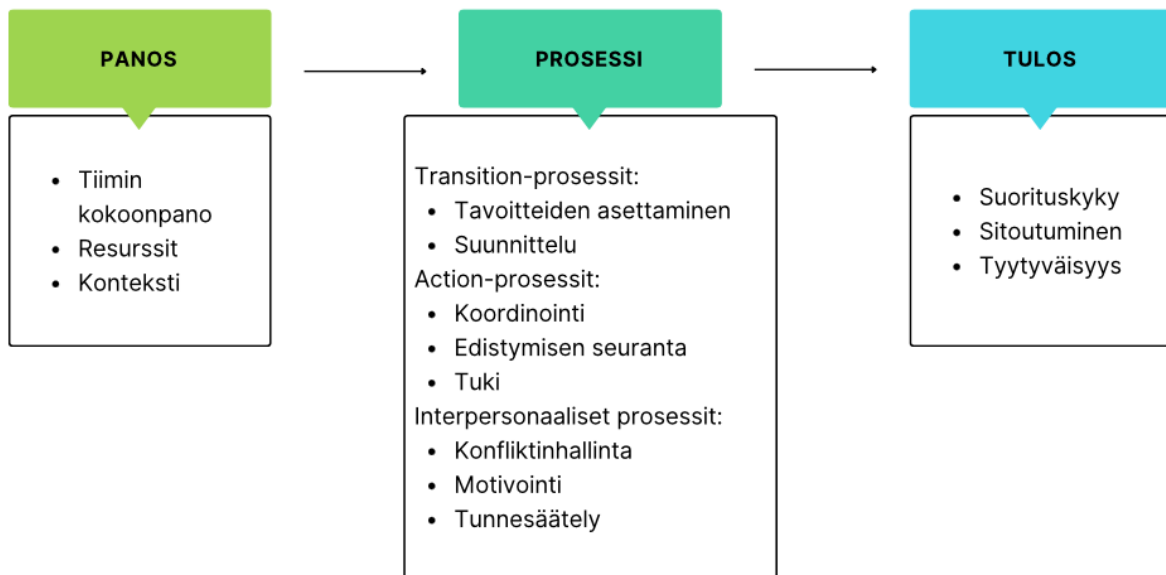 PANOS
PROSESSI
TULOS
• Tiimin
kokoonpano
• Resurssit
• Konteksti
Transition-prosessit:
• Tavoitteiden asettaminen
• Suunnittelu
Action-prosessit:
• Koordinointi
• Edistymisen seuranta
• Tuki
Interpersonaaliset prosessit:
• Konfliktinhallinta
• Motivointi
• Tunnesäätely
• Suorituskyky
• Sitoutuminen
• Tyytyväisyys